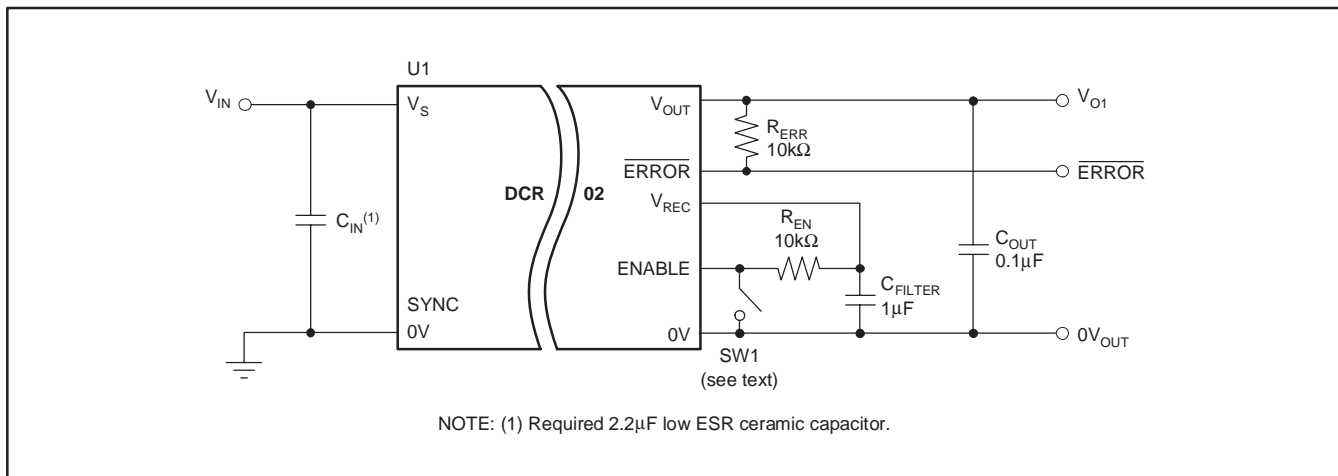 U1
V_IN
V_S
V_OUT
V_O1
R_ERR
10kΩ
ERROR
ERROR
DCR 02
V_REC
R_EN
10kΩ
C_IN(1)
C_OUT
0.1μF
ENABLE
C_FILTER
1μF
SYNC
0V
0V
0V_OUT
SW1
(see text)
NOTE: (1) Required 2.2μF low ESR ceramic capacitor.